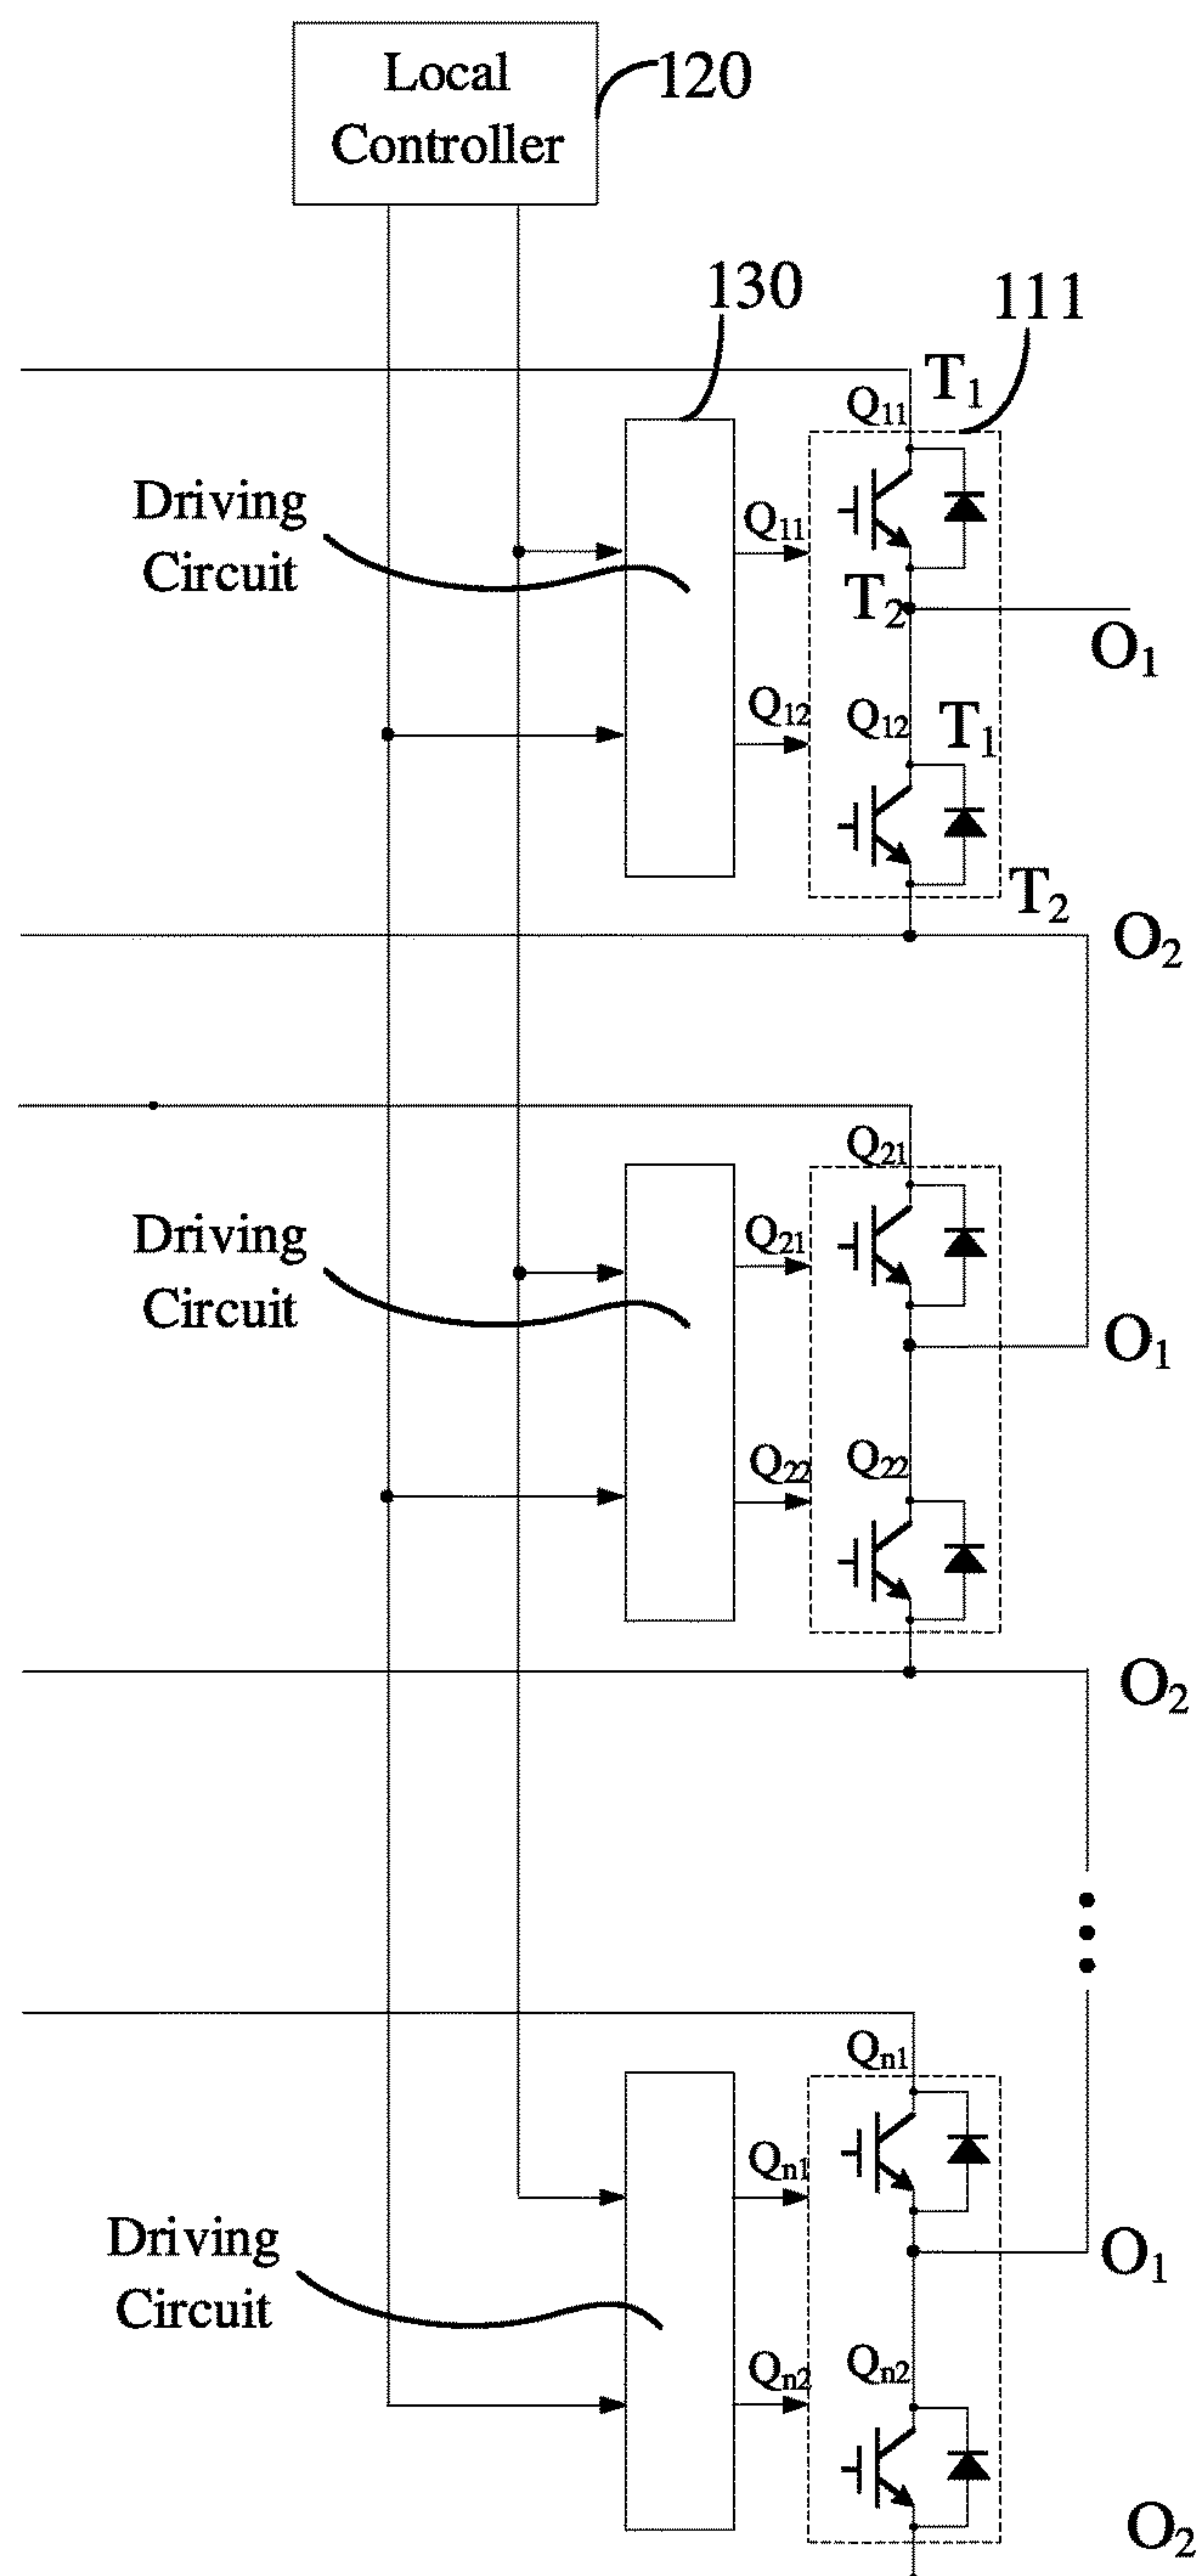 Local
Controller
120
130
111
T₁
Q₁₁
Driving
Circuit
Q₁₁
T₂
O₁
Q₁₂
Q₁₂
T₁
T₂
O₂
Q₂₁
Driving
Circuit
Q₂₁
O₁
Q₂₂
Q₂₂
O₂
Qₙ₁
Qₙ₁
Driving
Circuit
O₁
Qₙ₂
Qₙ₂
O₂